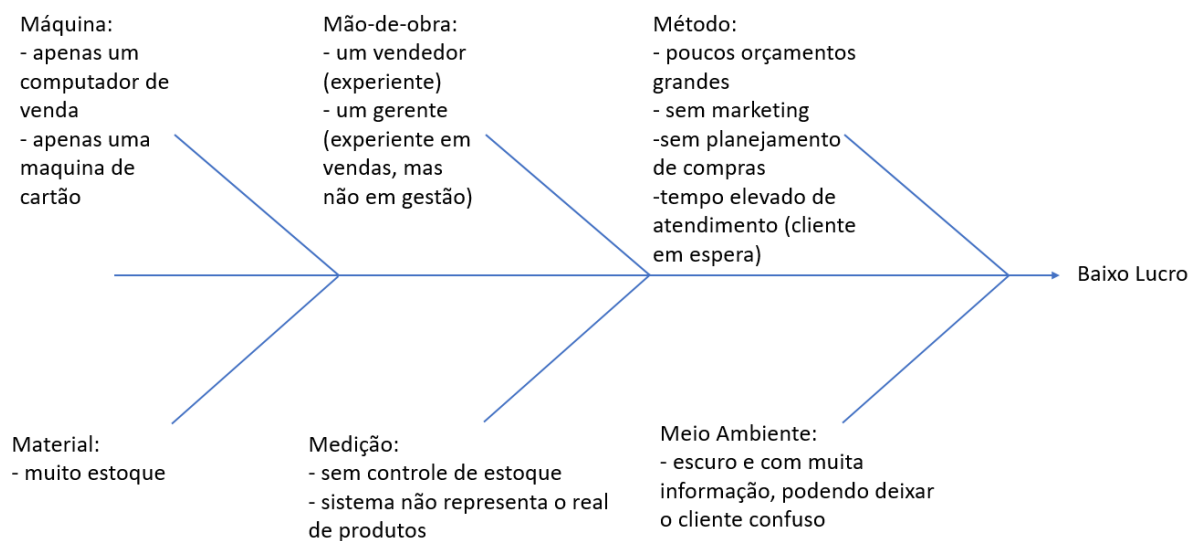 Máquina:
- apenas um
computador de
venda
- apenas uma
maquina de
cartão
Mão-de-obra:
- um vendedor
(experiente)
- um gerente
(experiente em
vendas, mas
não em gestão)
Método:
- poucos orçamentos
grandes
- sem marketing
-sem planejamento
de compras
-tempo elevado de
atendimento (cliente
em espera)
Baixo Lucro
Material:
- muito estoque
Medição:
- sem controle de estoque
- sistema não representa o real
de produtos
Meio Ambiente:
- escuro e com muita
informação, podendo deixar
o cliente confuso